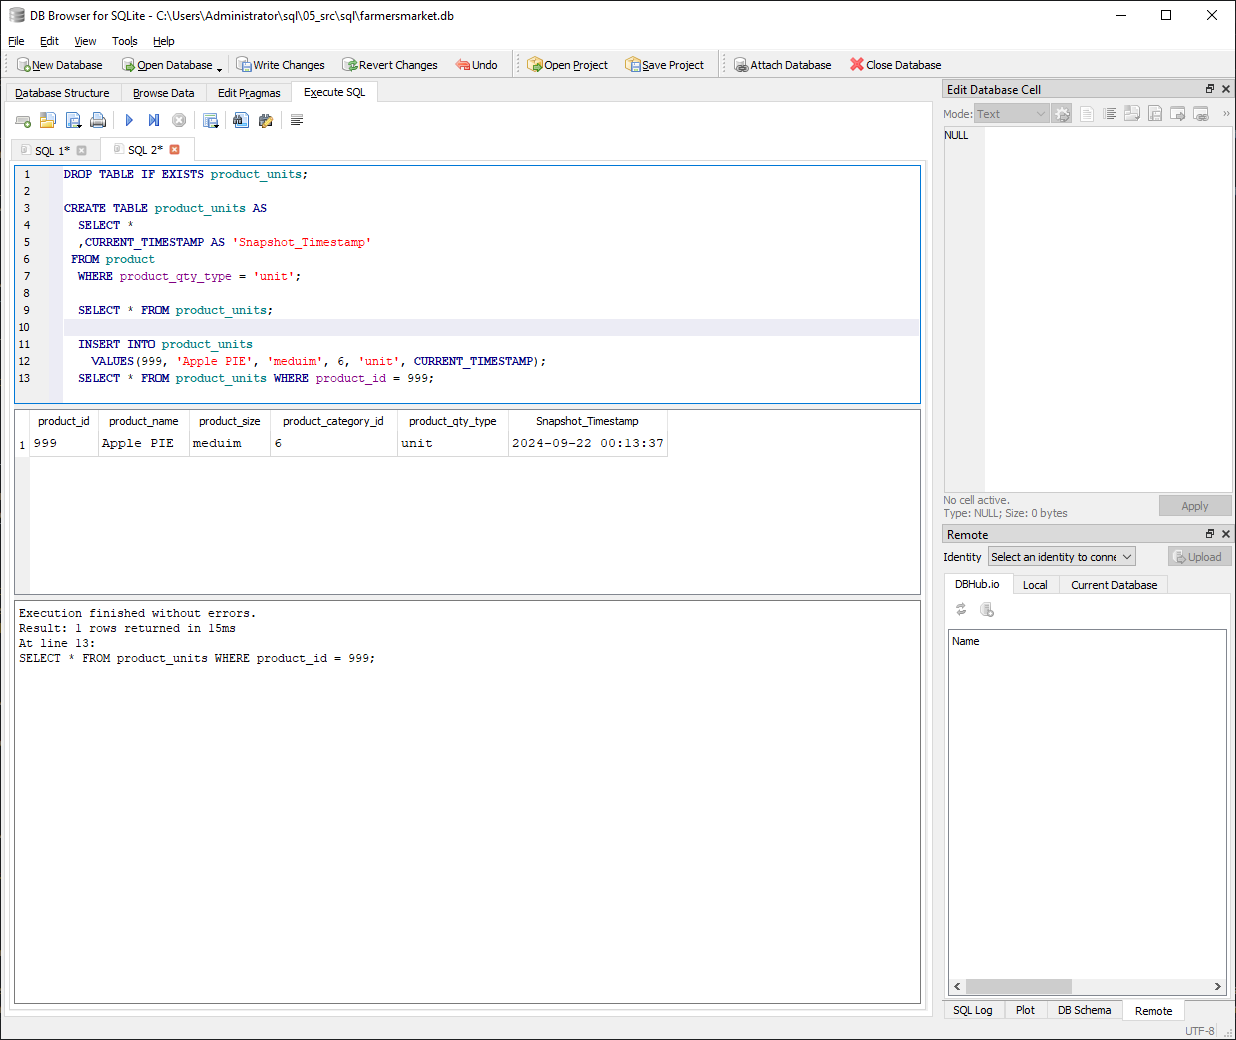 DB Browser for SQLite - C:\Users\Administrator\sql\05_src\sql\farmersmarket.db
File Edit View Tools Help
New Database Open Database Write Changes Revert Changes Undo Open Project Save Project Attach Database Close Database
Database Structure Browse Data Edit Pragmas Execute SQL
SQL 1* SQL 2*
1 DROP TABLE IF EXISTS product_units;
2
3 CREATE TABLE product_units AS
4 SELECT *
5 ,CURRENT_TIMESTAMP AS 'Snapshot_Timestamp'
6 FROM product
7 WHERE product_qty_type = 'unit';
8
9 SELECT * FROM product_units;
10
11 INSERT INTO product_units
12 VALUES(999, 'Apple PIE', 'meduim', 6, 'unit', CURRENT_TIMESTAMP);
13 SELECT * FROM product_units WHERE product_id = 999;
product_id product_name product_size product_category_id product_qty_type Snapshot_Timestamp
1 999 Apple PIE meduim 6 unit 2024-09-22 00:13:37
Execution finished without errors.
Result: 1 rows returned in 15ms
At line 13:
SELECT * FROM product_units WHERE product_id = 999;
Edit Database Cell
Mode: Text
NULL
No cell active.
Type: NULL; Size: 0 bytes
Apply
Remote
Identity Select an identity to conne Upload
DBHub.io Local Current Database
Name
SQL Log Plot DB Schema Remote
UTF-8